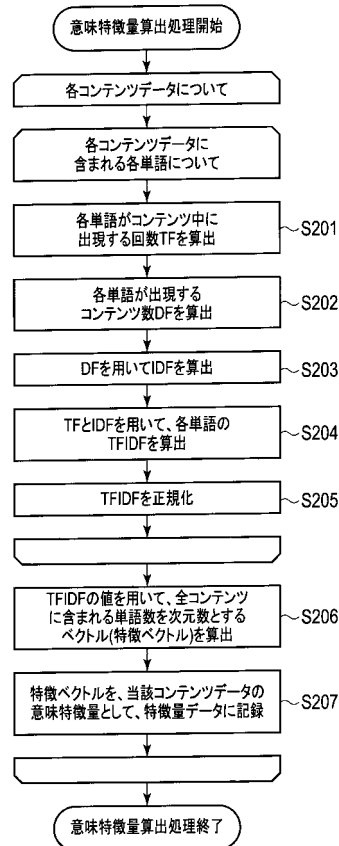 意味特徴量算出処理開始
各コンテンツデータについて
各コンテンツデータに
含まれる各単語について
各単語がコンテンツ中に
出現する回数TFを算出
S201
各単語が出現する
コンテンツ数DFを算出
S202
DFを用いてIDFを算出
S203
TFとIDFを用いて、各単語の
TFIDFを算出
S204
TFIDFを正規化
S205
TFIDFの値を用いて、全コンテンツ
に含まれる単語数を次元数とする
ベクトル(特徴ベクトル)を算出
S206
特徴ベクトルを、当該コンテンツデータの
意味特徴量として、特徴量データに記録
S207
意味特徴量算出処理終了